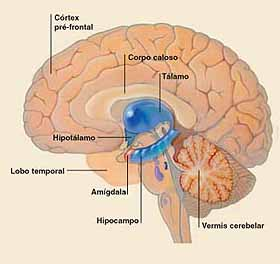 Córtex
pré-frontal
Corpo caloso
Tálamo
Hipotálamo
Lobo temporal
Amígdala
Hipocampo
Vermis cerebelar